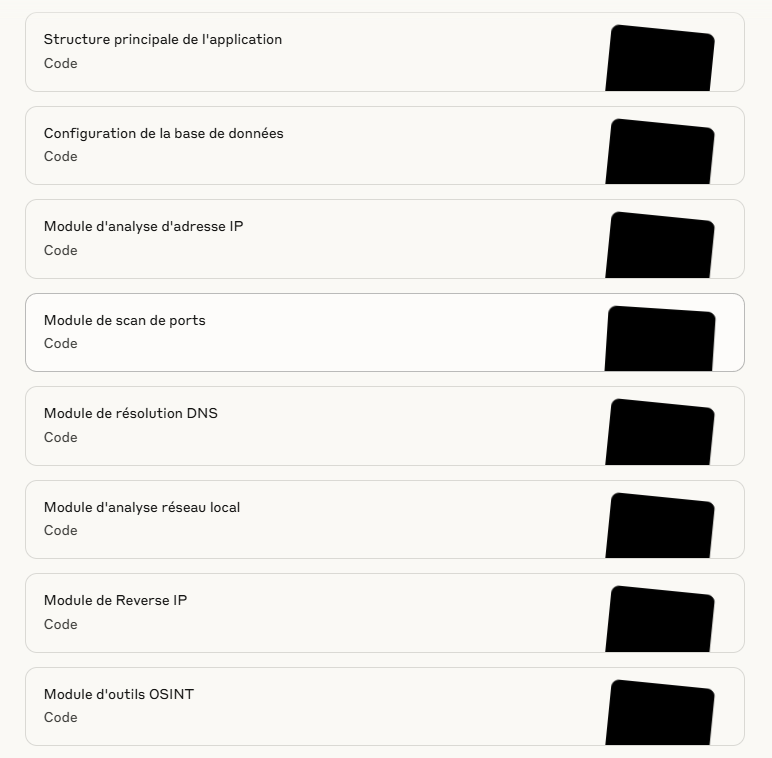 Structure principale de l'application
Code
Configuration de la base de données
Code
Module d'analyse d'adresse IP
Code
Module de scan de ports
Code
Module de résolution DNS
Code
Module d'analyse réseau local
Code
Module de Reverse IP
Code
Module d'outils OSINT
Code